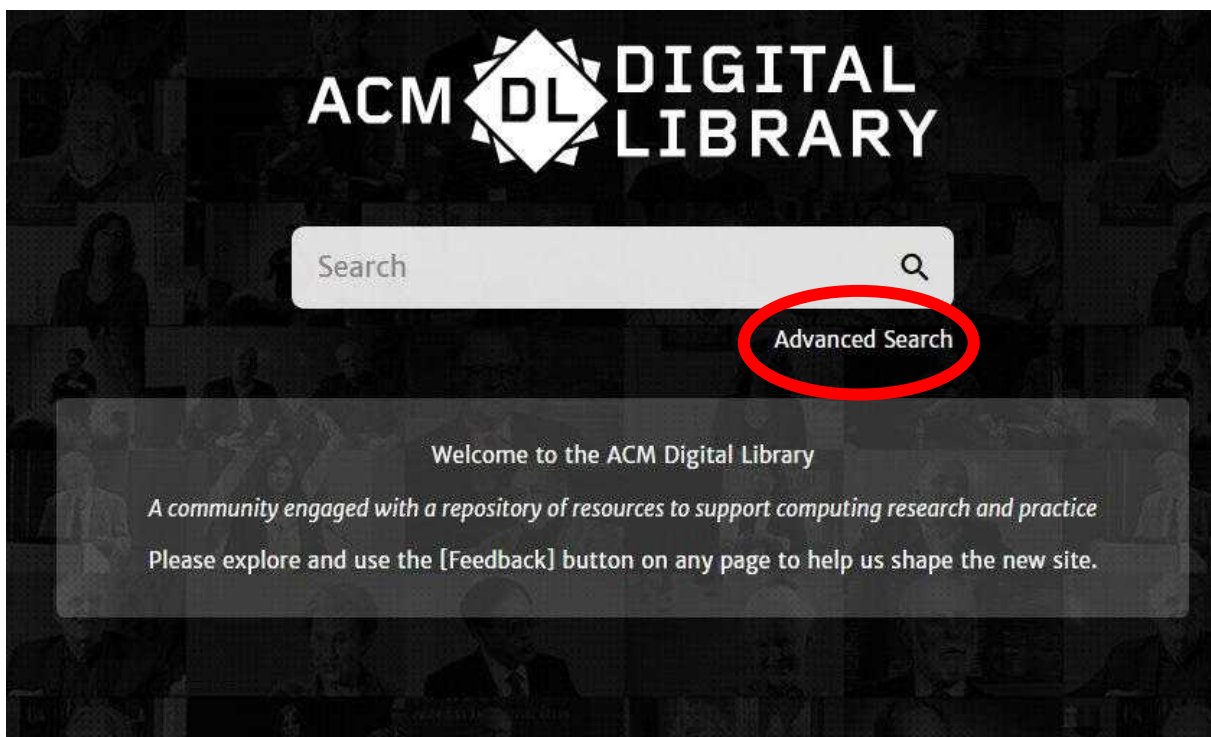 ACM DL DIGITAL
LIBRARY
Search
Advanced Search
Welcome to the ACM Digital Library
A community engaged with a repository of resources to support computing research and practice
Please explore and use the [Feedback] button on any page to help us shape the new site.